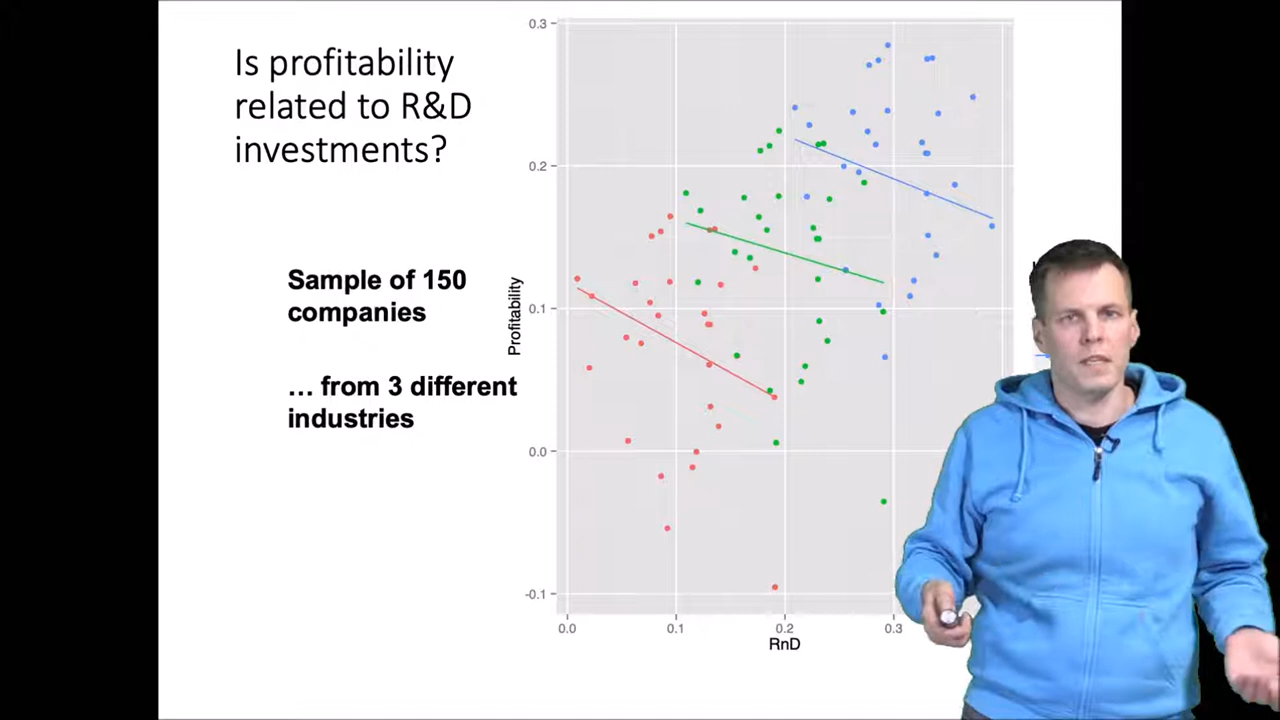 Is profitability
related to R&D
investments?
Sample of 150
companies
… from 3 different
industries
Profitability
0.3
0.2
0.1
0.0
-0.1
0.0
0.1
0.2
0.3
RnD